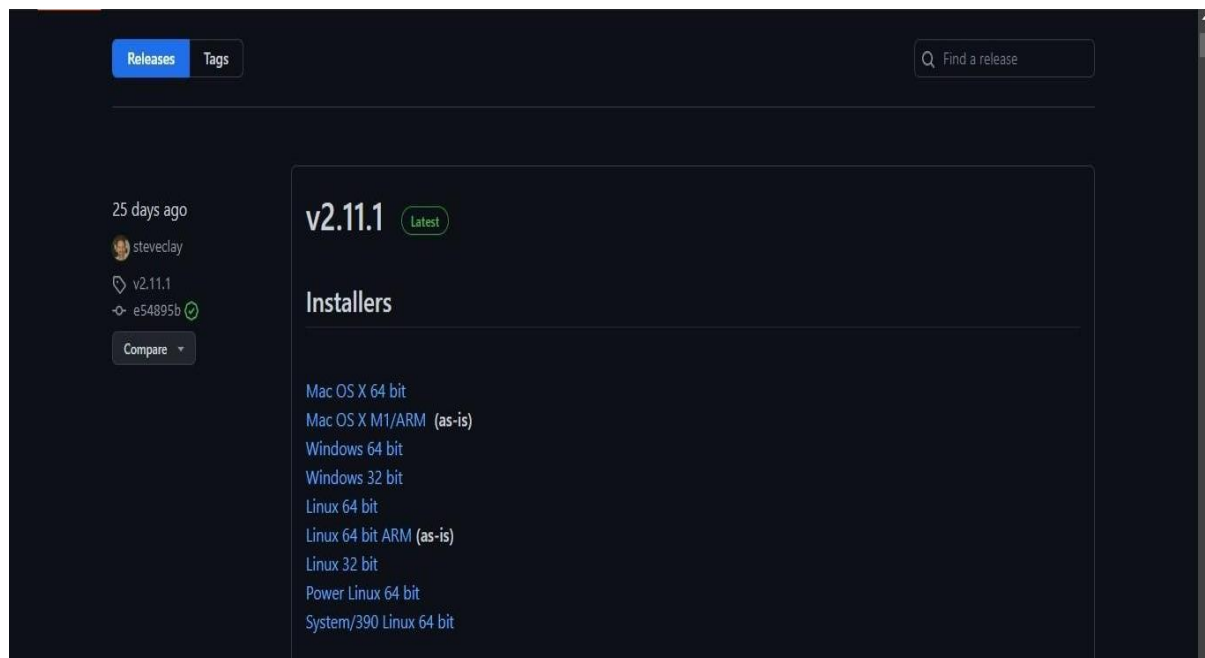 Releases Tags
Find a release
25 days ago
steveclay
v2.11.1
e54895b
Compare
v2.11.1 Latest
Installers
Mac OS X 64 bit
Mac OS X M1/ARM (as-is)
Windows 64 bit
Windows 32 bit
Linux 64 bit
Linux 64 bit ARM (as-is)
Linux 32 bit
Power Linux 64 bit
System/390 Linux 64 bit